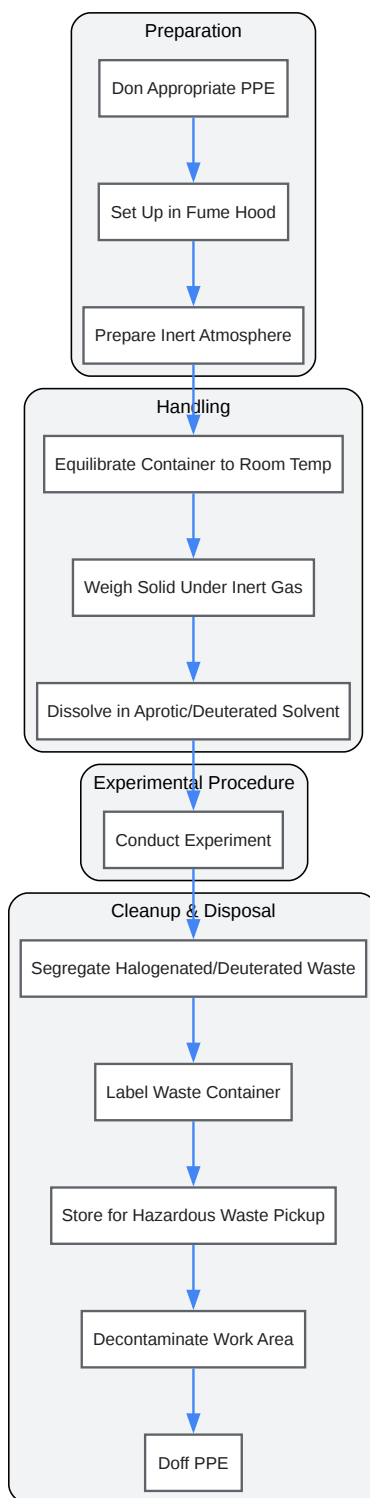 Preparation
Don Appropriate PPE
Set Up in Fume Hood
Prepare Inert Atmosphere
Handling
Equilibrate Container to Room Temp
Weigh Solid Under Inert Gas
Dissolve in Aprotic/Deuterated Solvent
Experimental Procedure
Conduct Experiment
Cleanup & Disposal
Segregate Halogenated/Deuterated Waste
Label Waste Container
Store for Hazardous Waste Pickup
Decontaminate Work Area
Doff PPE